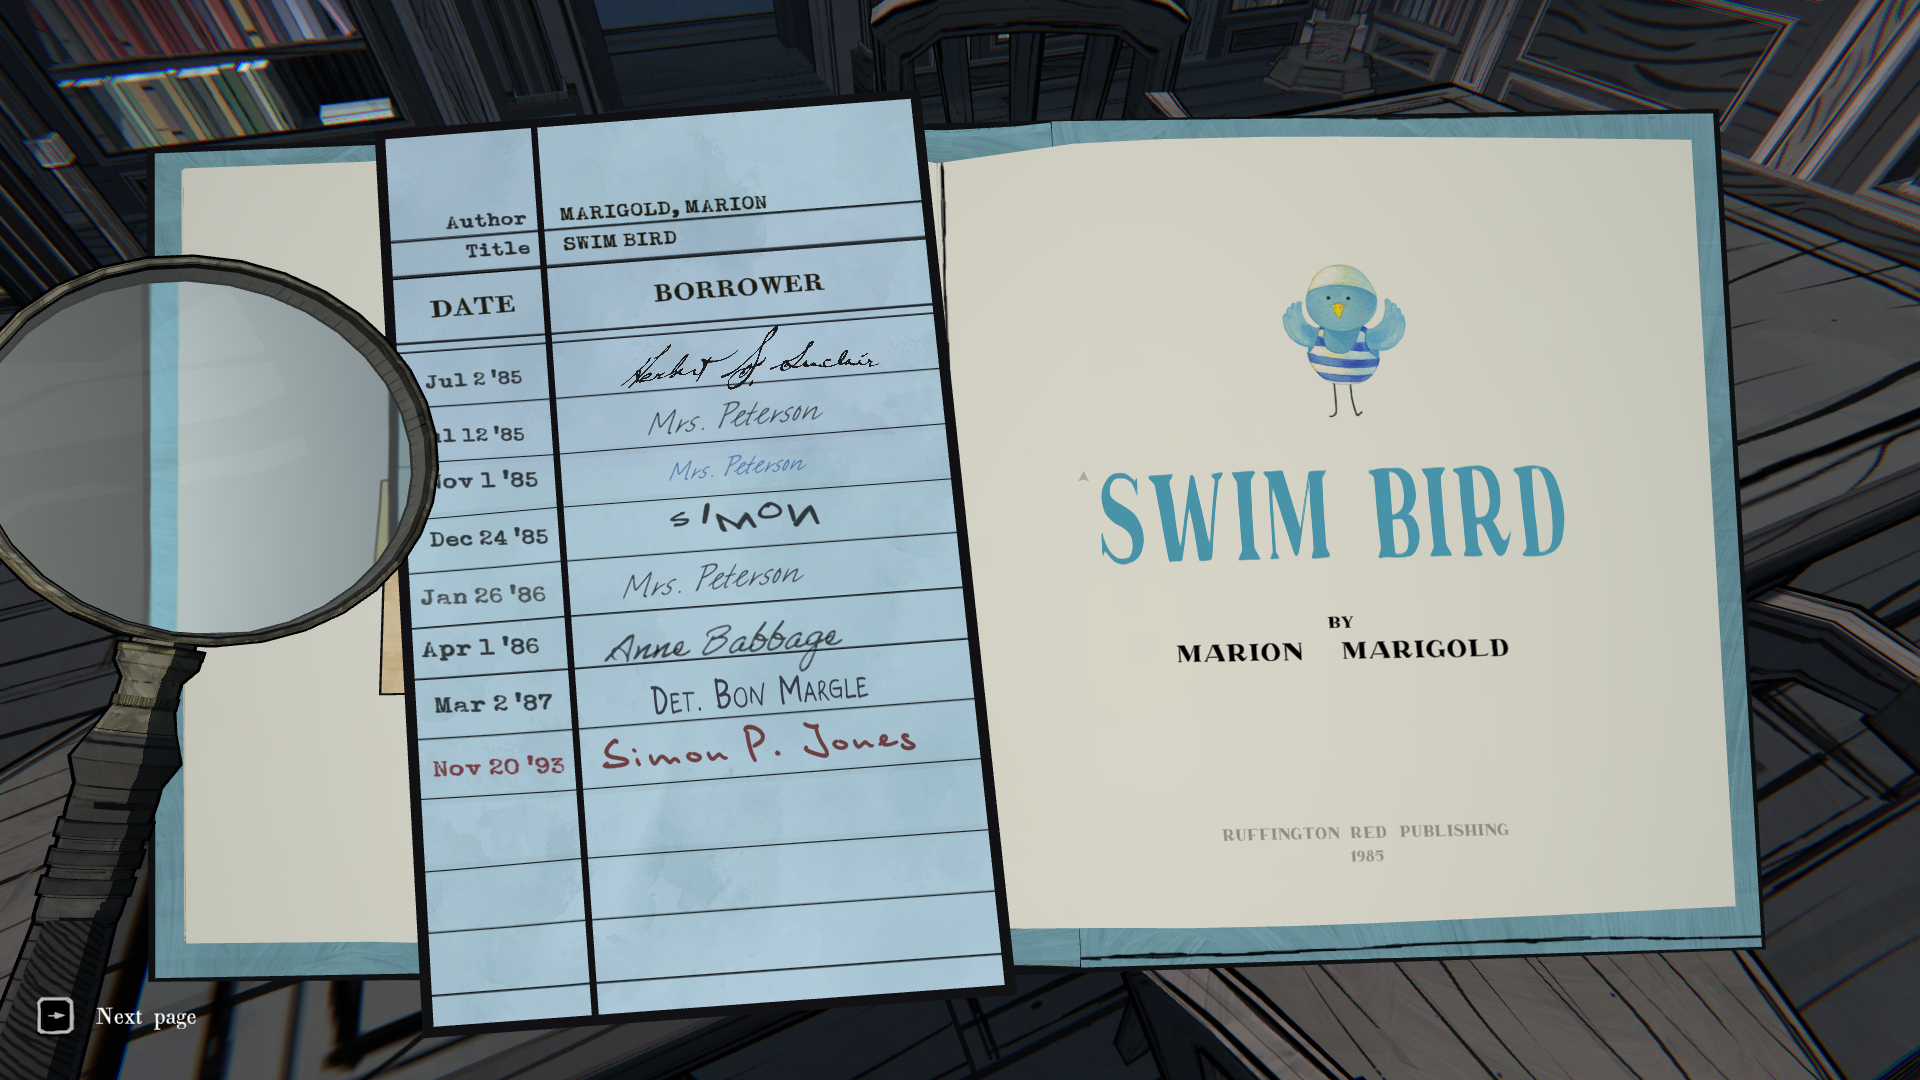 Author MARIGOLD, MARION
Title SWIM BIRD
DATE BORROWER
Jul 2 '85 Herbert S. Sinclair
ul 12 '85 Mrs. Peterson
Nov 1 '85 Mrs. Peterson
Dec 24 '85 SIMON
Jan 26 '86 Mrs. Peterson
Apr 1 '86 Anne Babbage
Mar 2 '87 DET. BON MARGLE
Nov 20 '93 Simon P. Jones
SWIM BIRD
BY
MARION MARIGOLD
RUFFINGTON RED PUBLISHING
1985
Next page